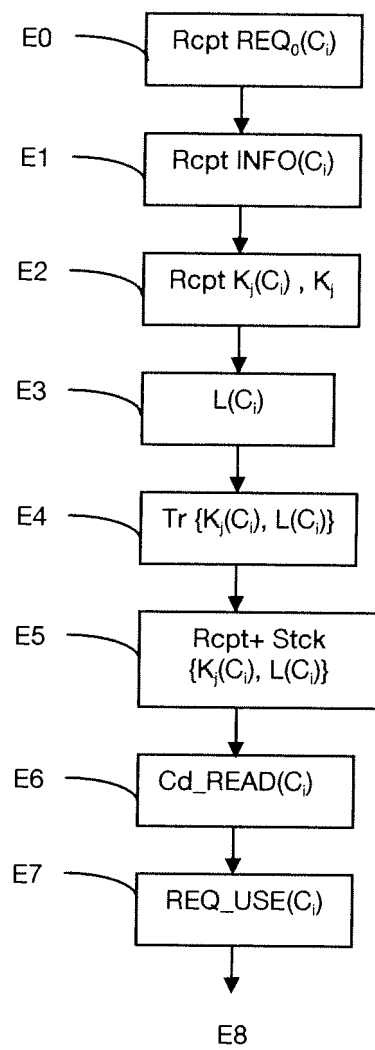 E0
Rcpt REQ₀(Cᵢ)
E1
Rcpt INFO(Cᵢ)
E2
Rcpt Kⱼ(Cᵢ) , Kⱼ
E3
L(Cᵢ)
E4
Tr {Kⱼ(Cᵢ), L(Cᵢ)}
E5
Rcpt+ Stck
{Kⱼ(Cᵢ), L(Cᵢ)}
E6
Cd_READ(Cᵢ)
E7
REQ_USE(Cᵢ)
E8